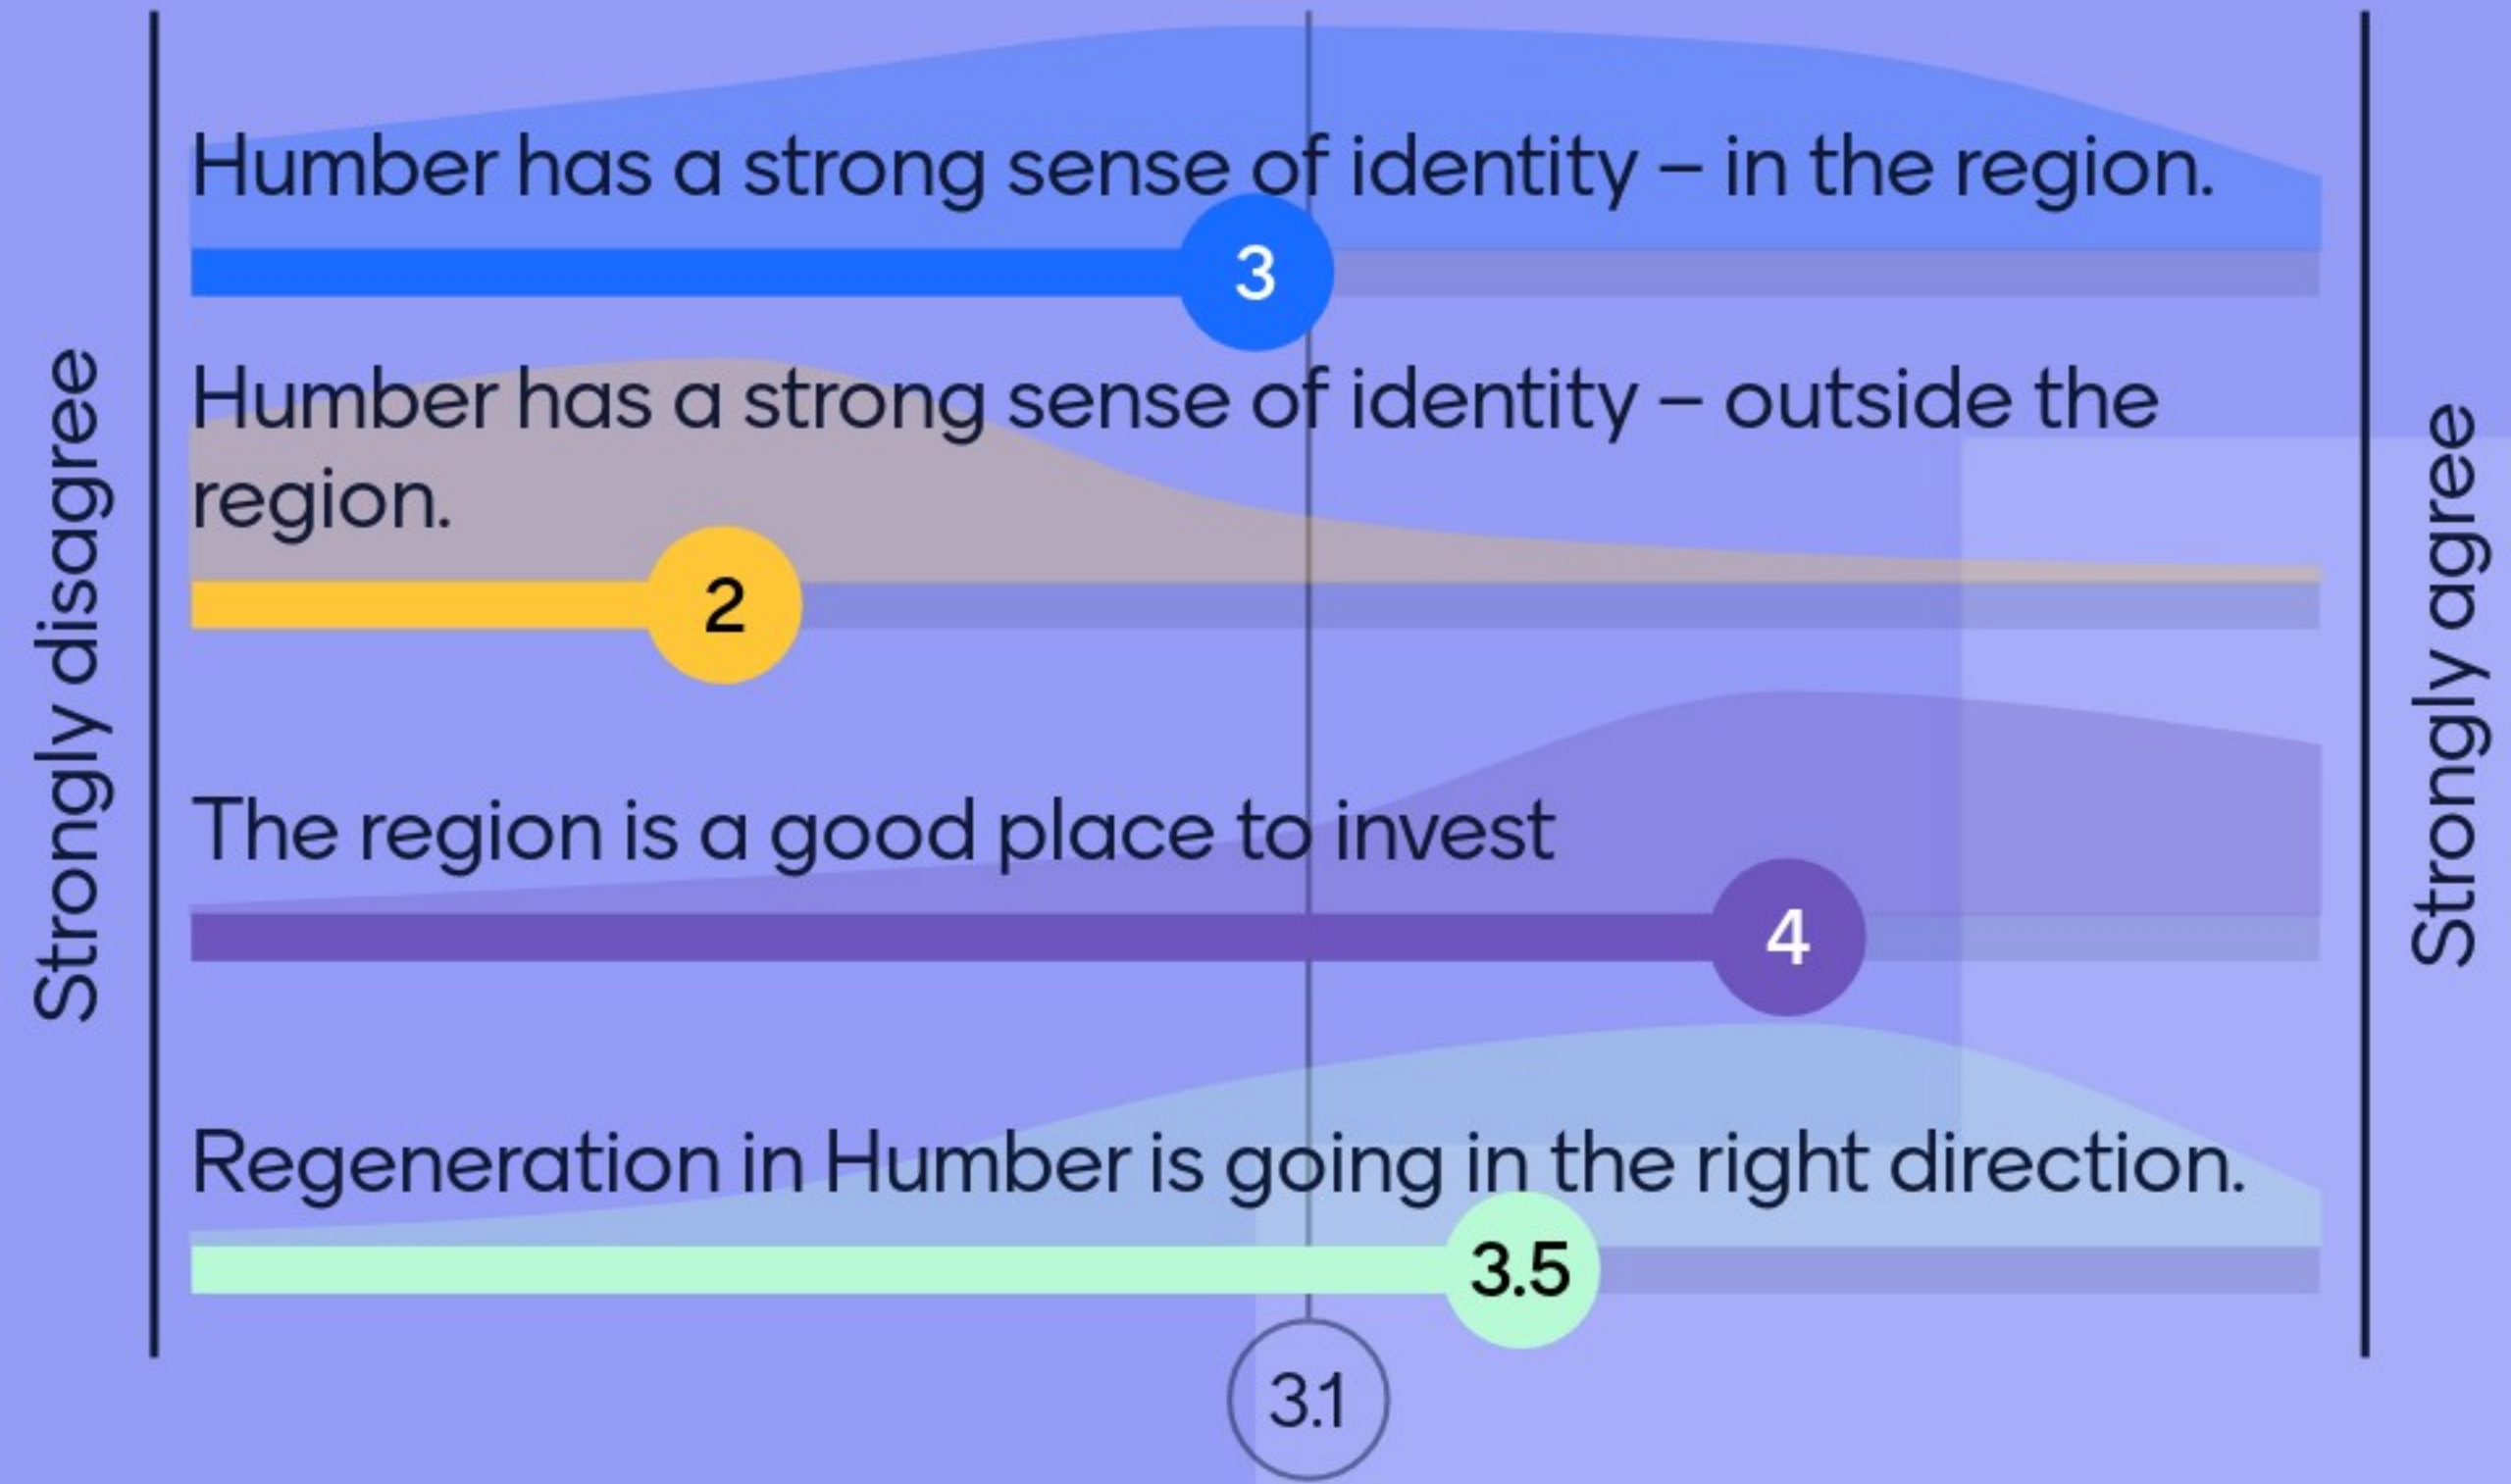 Strongly disagree
Humber has a strong sense of identity – in the region.
3
Humber has a strong sense of identity – outside the
region.
2
The region is a good place to invest
4
Regeneration in Humber is going in the right direction.
3.5
3.1
Strongly agree